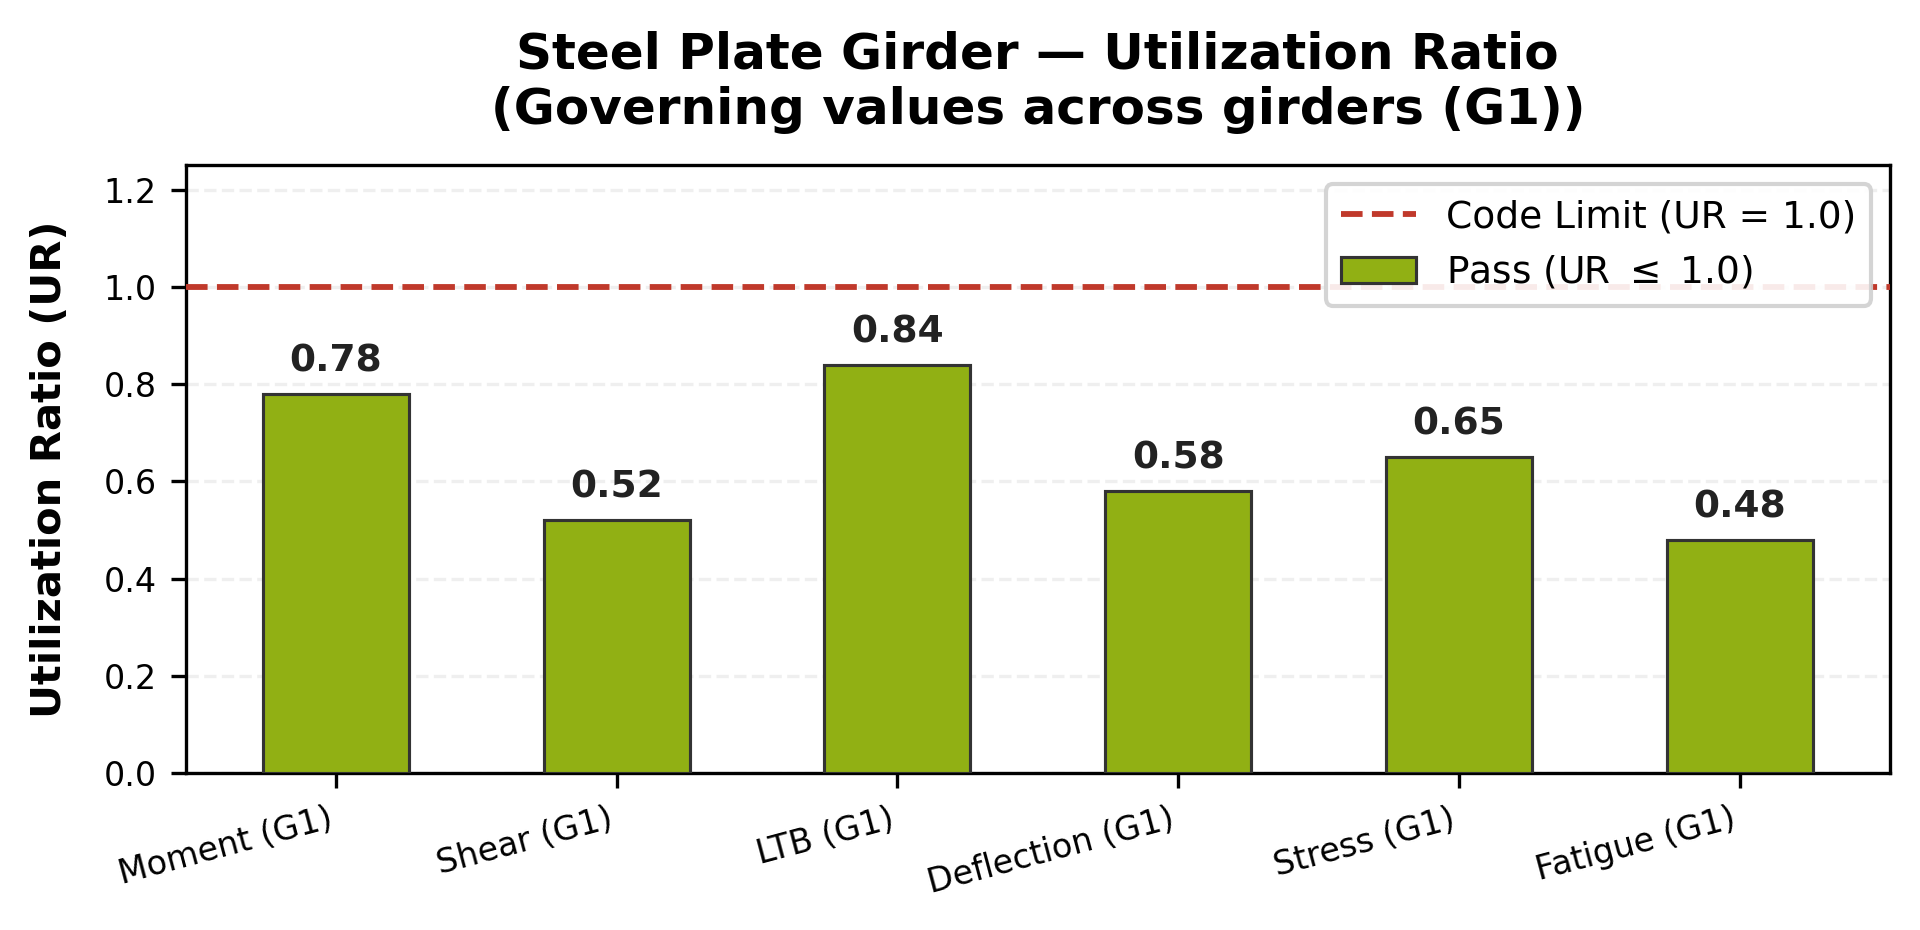 Steel Plate Girder — Utilization Ratio
(Governing values across girders (G1))
Utilization Ratio (UR)
1.2
1.0
0.8
0.6
0.4
0.2
0.0
Code Limit (UR = 1.0)
Pass (UR ≤ 1.0)
0.78
0.52
0.84
0.58
0.65
0.48
Moment (G1)
Shear (G1)
LTB (G1)
Deflection (G1)
Stress (G1)
Fatigue (G1)